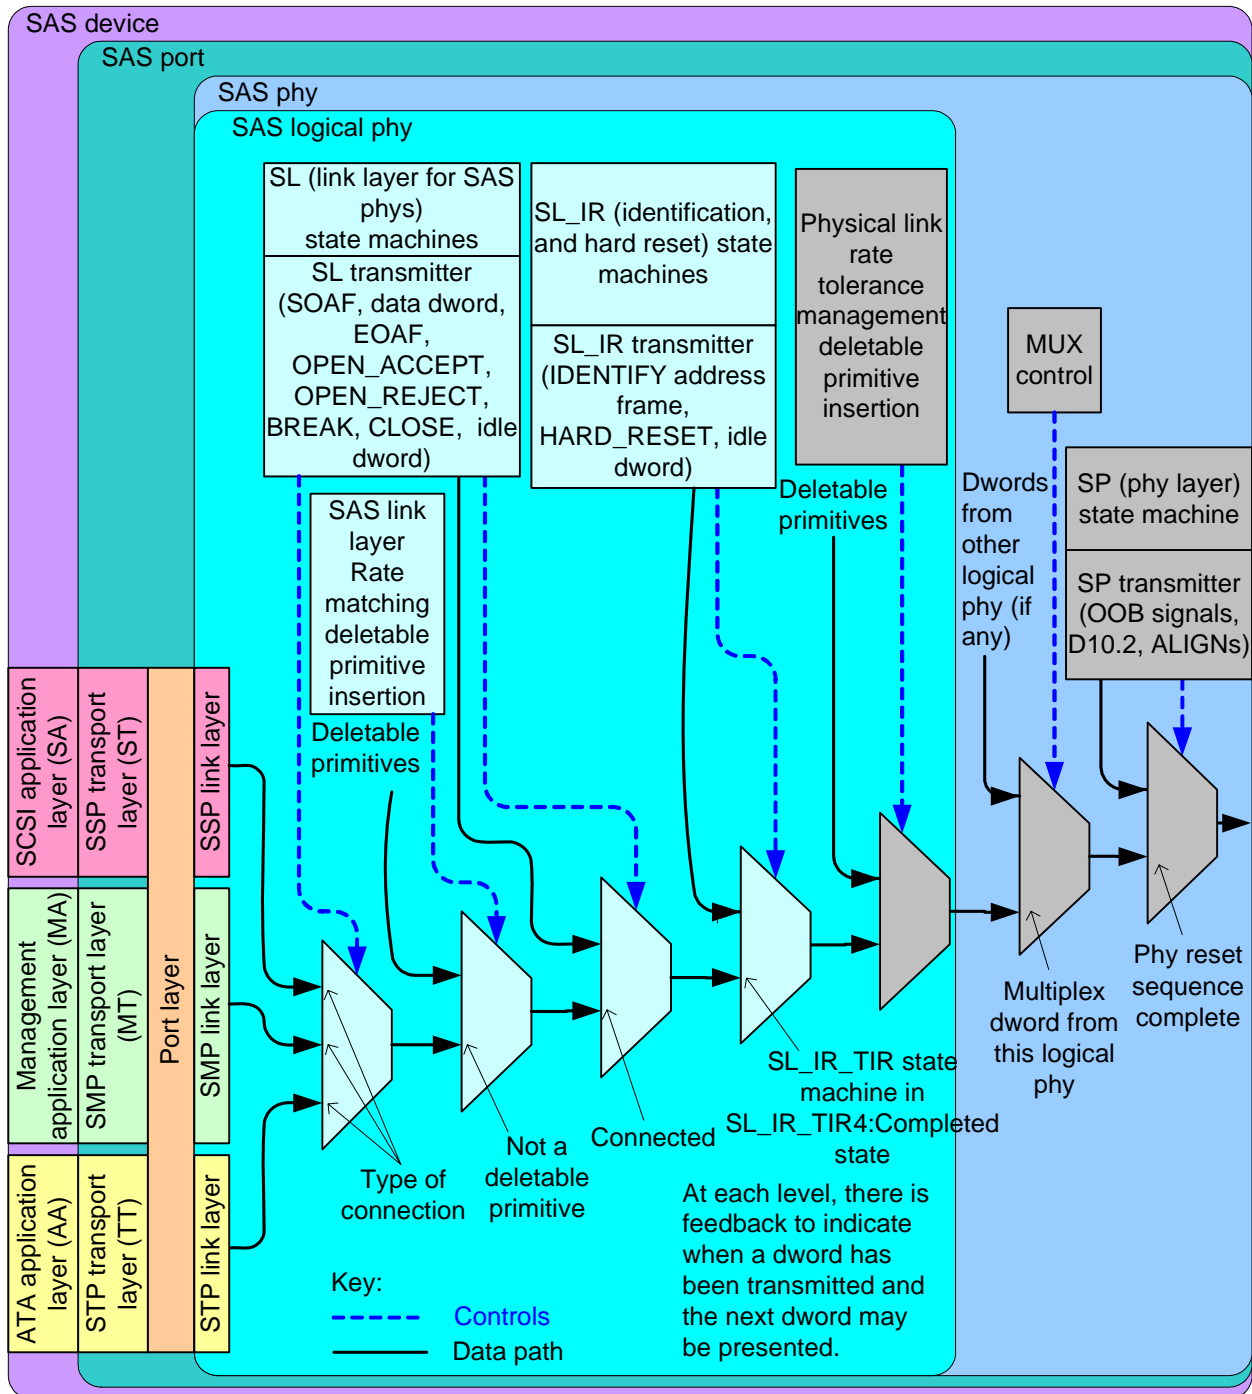 SAS device
SAS port
SAS phy
SAS logical phy
SL (link layer for SAS
phys)
state machines
SL transmitter
(SOAF, data dword,
EOAF,
OPEN_ACCEPT,
OPEN_REJECT,
BREAK, CLOSE, idle
dword)
SL_IR (identification,
and hard reset) state
machines
SL_IR transmitter
(IDENTIFY address
frame,
HARD_RESET, idle
dword)
Physical link
rate
tolerance
management
deletable
primitive
insertion
MUX
control
SP (phy layer)
state machine
SP transmitter
(OOB signals,
D10.2, ALIGNs)
SAS link
layer
Rate
matching
deletable
primitive
insertion
Deletable
primitives
Deletable
primitives
Dwords
from
other
logical
phy (if
any)
SCSI application
layer (SA)
SSP transport
layer (ST)
SSP link layer
Management
application layer (MA)
SMP transport layer
(MT)
Port layer
SMP link layer
ATA application
layer (AA)
STP transport
layer (TT)
STP link layer
Type of
connection
Not a
deletable
primitive
Connected
SL_IR_TIR state
machine in
SL_IR_TIR4:Completed
state
Multiplex
dword from
this logical
phy
Phy reset
sequence
complete
At each level, there is
feedback to indicate
when a dword has
been transmitted and
the next dword may
be presented.
Key:
Controls
Data path